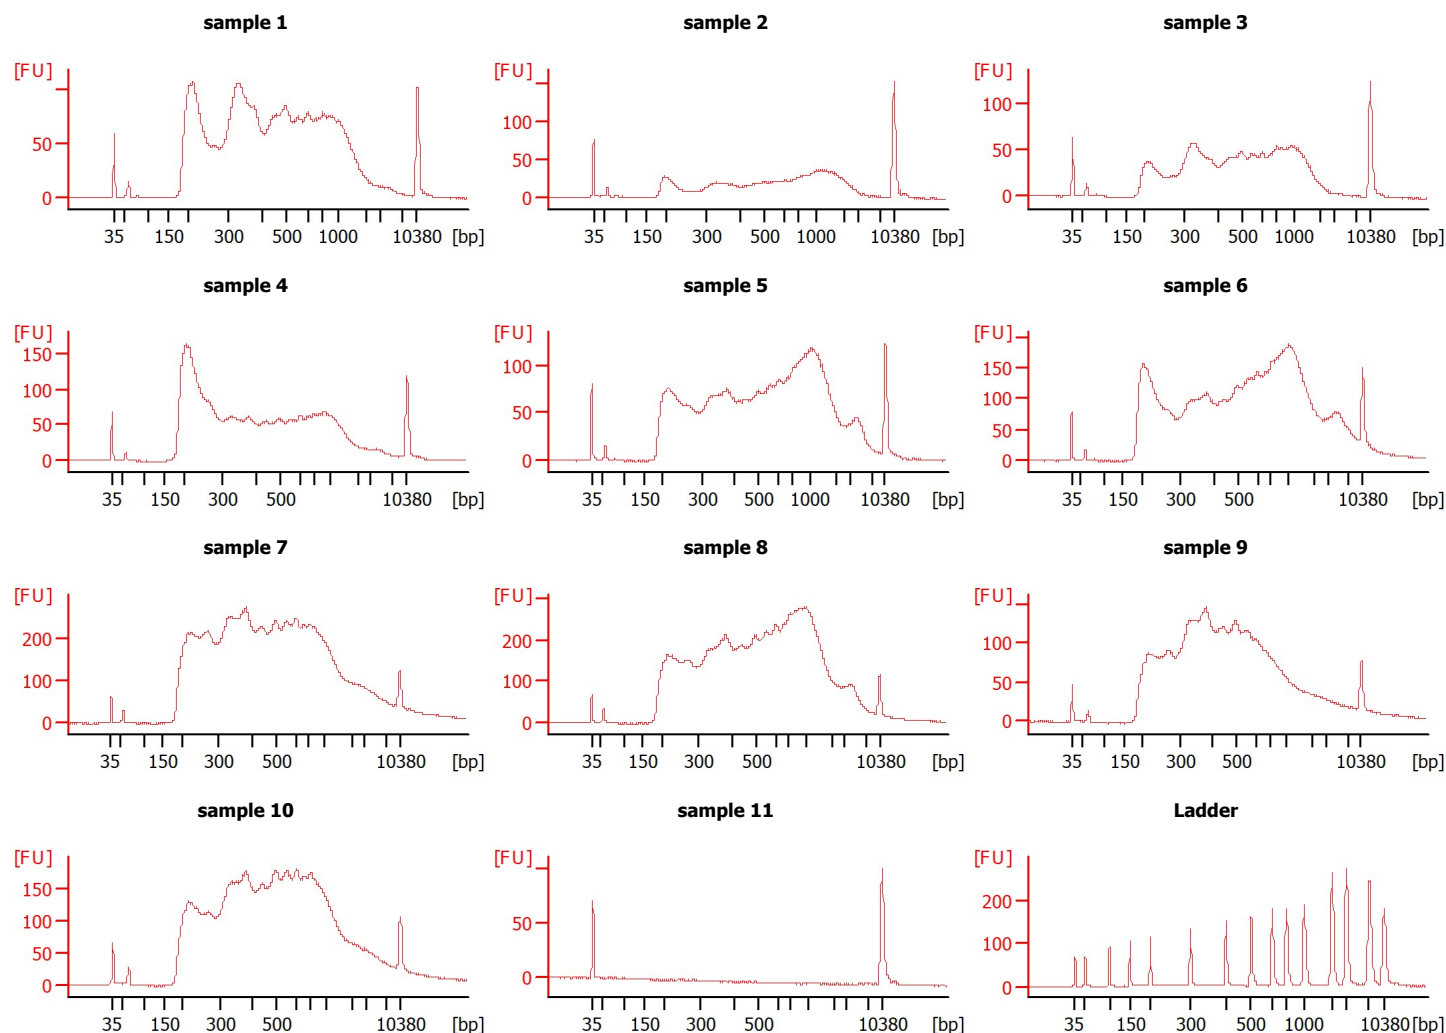 sample 1 sample 2 sample 3
[FU] [FU] [FU]
50 100 100
0 50 50
0 0
35 150 300 500 1000 10380 [bp] 35 150 300 500 1000 10380 [bp] 35 150 300 500 1000 10380 [bp]
sample 4 sample 5 sample 6
[FU] [FU] [FU]
150 100 150
100 50 100
50 0 50
0 0
35 150 300 500 10380 [bp] 35 150 300 500 1000 10380 [bp] 35 150 300 500 10380 [bp]
sample 7 sample 8 sample 9
[FU] [FU] [FU]
200 200 100
100 100 50
0 0 0
35 150 300 500 10380 [bp] 35 150 300 500 10380 [bp] 35 150 300 500 10380 [bp]
sample 10 sample 11 Ladder
[FU] [FU] [FU]
150 50 200
100 0 100
50 0
0
35 150 300 500 10380 [bp] 35 150 300 500 10380 [bp] 35 150 300 500 1000 10380 [bp]